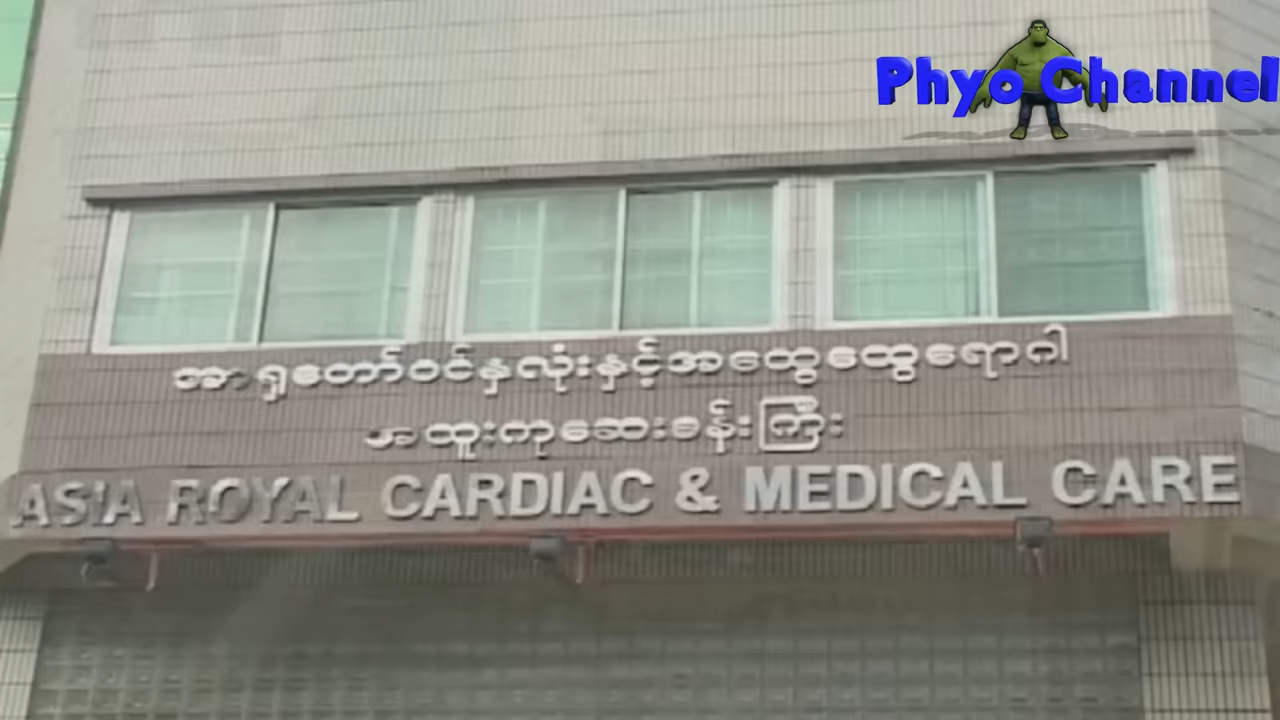 Phyo Channel
အာရှတော်ဝင်နှလုံးနှင့်အထွေထွေရောဂါ
အထူးကုဆေးခန်းကြီး
ASIA ROYAL CARDIAC & MEDICAL CARE